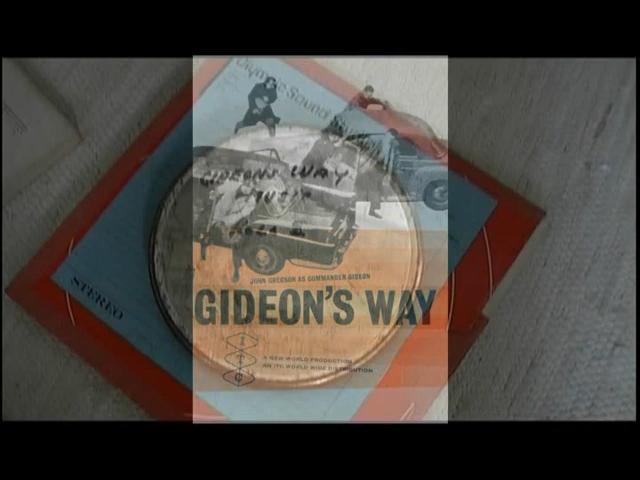 Olympic Sound
GIDEON'S WAY
STEREO
JOHN GREGSON AS COMMANDER GIDEON
GIDEON'S WAY
ITC
A NEW WORLD PRODUCTION
AN ITC WORLD WIDE DISTRIBUTION